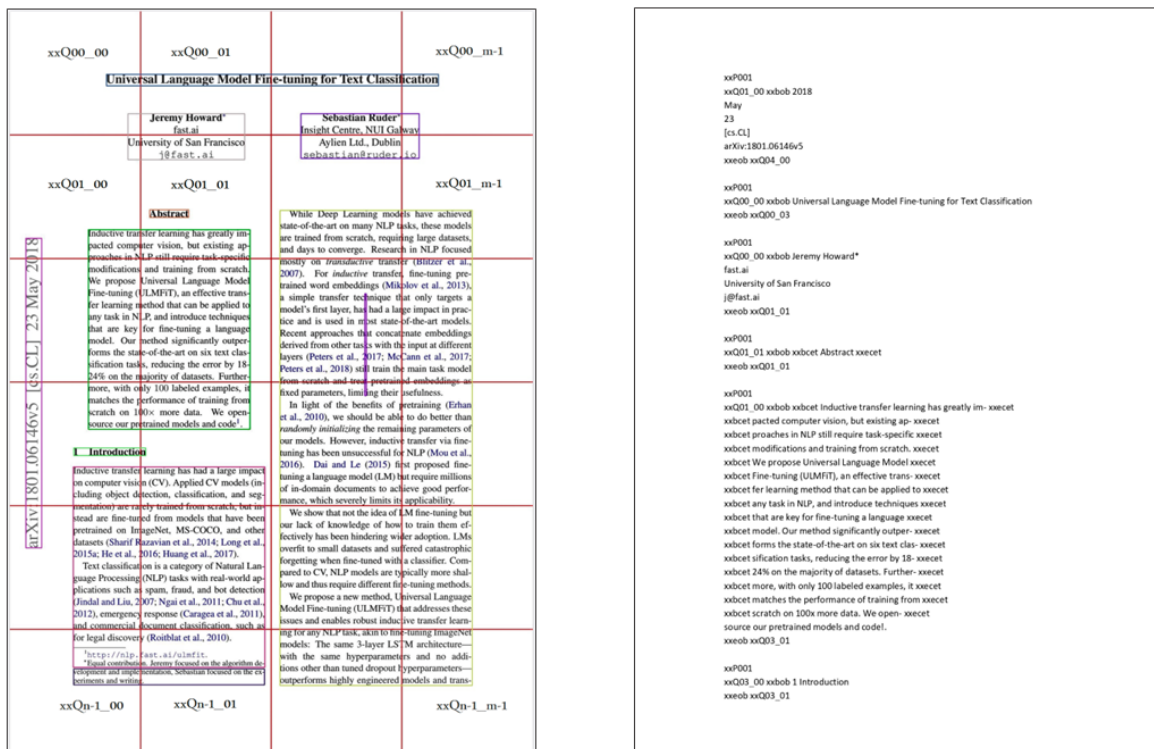 xxQ00_00 xxQ00_01 xxQ00_m-1
Universal Language Model Fine-tuning for Text Classification
Jeremy Howard*
fast.ai
University of San Francisco
j@fast.ai
Sebastian Ruder*
Insight Centre, NUI Galway
Aylien Ltd., Dublin
sebastian@ruder.io
xxQ01_00 xxQ01_01 xxQ01_m-1
arXiv:1801.06146v5 [cs.CL] 23 May 2018
Abstract
Inductive transfer learning has greatly im-
pacted computer vision, but existing ap-
proaches in NLP still require task-specific
modifications and training from scratch.
We propose Universal Language Model
Fine-tuning (ULMFiT), an effective trans-
fer learning method that can be applied to
any task in NLP, and introduce techniques
that are key for fine-tuning a language
model. Our method significantly outper-
forms the state-of-the-art on six text clas-
sification tasks, reducing the error by 18-
24% on the majority of datasets. Further-
more, with only 100 labeled examples, it
matches the performance of training from
scratch on 100× more data. We open-
source our pretrained models and code¹.
1 Introduction
Inductive transfer learning has had a large impact
on computer vision (CV). Applied CV models (in-
cluding object detection, classification, and seg-
mentation) are rarely trained from scratch, but in-
stead are fine-tuned from models that have been
pretrained on ImageNet, MS-COCO, and other
datasets (Sharif Razavian et al., 2014; Long et al.,
2015a; He et al., 2016; Huang et al., 2017).
Text classification is a category of Natural Lan-
guage Processing (NLP) tasks with real-world ap-
plications such as spam, fraud, and bot detection
(Jindal and Liu, 2007; Ngai et al., 2011; Chu et al.,
2012), emergency response (Caragea et al., 2011),
and commercial document classification, such as
for legal discovery (Roitblat et al., 2010).
¹http://nlp.fast.ai/ulmfit.
*Equal contribution. Jeremy focused on the algorithm de-
velopment and implementation, Sebastian focused on the ex-
periments and writing.
While Deep Learning models have achieved
state-of-the-art on many NLP tasks, these models
are trained from scratch, requiring large datasets,
and days to converge. Research in NLP focused
mostly on transductive transfer (Blitzer et al.,
2007). For inductive transfer, fine-tuning pre-
trained word embeddings (Mikolov et al., 2013),
a simple transfer technique that only targets a
model's first layer, has had a large impact in prac-
tice and is used in most state-of-the-art models.
Recent approaches that concatenate embeddings
derived from other tasks with the input at different
layers (Peters et al., 2017; McCann et al., 2017;
Peters et al., 2018) still train the main task model
from scratch and treat pretrained embeddings as
fixed parameters, limiting their usefulness.
In light of the benefits of pretraining (Erhan
et al., 2010), we should be able to do better than
randomly initializing the remaining parameters of
our models. However, inductive transfer via fine-
tuning has been unsuccessful for NLP (Mou et al.,
2016). Dai and Le (2015) first proposed fine-
tuning a language model (LM) but require millions
of in-domain documents to achieve good perfor-
mance, which severely limits its applicability.
We show that not the idea of LM fine-tuning but
our lack of knowledge of how to train them ef-
fectively has been hindering wider adoption. LMs
overfit to small datasets and suffered catastrophic
forgetting when fine-tuned with a classifier. Com-
pared to CV, NLP models are typically more shal-
low and thus require different fine-tuning methods.
We propose a new method, Universal Language
Model Fine-tuning (ULMFiT) that addresses these
issues and enables robust inductive transfer learn-
ing for any NLP task, akin to fine-tuning ImageNet
models: The same 3-layer LSTM architecture—
with the same hyperparameters and no addi-
tions other than tuned dropout hyperparameters—
outperforms highly engineered models and trans-
xxQn-1_00 xxQn-1_01 xxQn-1_m-1
xxP001
xxQ01_00 xxbob 2018
May
23
[cs.CL]
arXiv:1801.06146v5
xxeob xxQ04_00
xxP001
xxQ00_00 xxbob Universal Language Model Fine-tuning for Text Classification
xxeob xxQ00_03
xxP001
xxQ00_00 xxbob Jeremy Howard*
fast.ai
University of San Francisco
j@fast.ai
xxeob xxQ01_01
xxP001
xxQ01_01 xxbob xxbcet Abstract xxecet
xxeob xxQ01_01
xxP001
xxQ01_00 xxbob xxbcet Inductive transfer learning has greatly im- xxecet
xxbcet pacted computer vision, but existing ap- xxecet
xxbcet proaches in NLP still require task-specific xxecet
xxbcet modifications and training from scratch. xxecet
xxbcet We propose Universal Language Model xxecet
xxbcet Fine-tuning (ULMFiT), an effective trans- xxecet
xxbcet fer learning method that can be applied to xxecet
xxbcet any task in NLP, and introduce techniques xxecet
xxbcet that are key for fine-tuning a language xxecet
xxbcet model. Our method significantly outper- xxecet
xxbcet forms the state-of-the-art on six text clas- xxecet
xxbcet sification tasks, reducing the error by 18- xxecet
xxbcet 24% on the majority of datasets. Further- xxecet
xxbcet more, with only 100 labeled examples, it xxecet
xxbcet matches the performance of training from xxecet
xxbcet scratch on 100x more data. We open- xxecet
source our pretrained models and code!.
xxeob xxQ03_01
xxP001
xxQ03_00 xxbob 1 Introduction
xxeob xxQ03_01